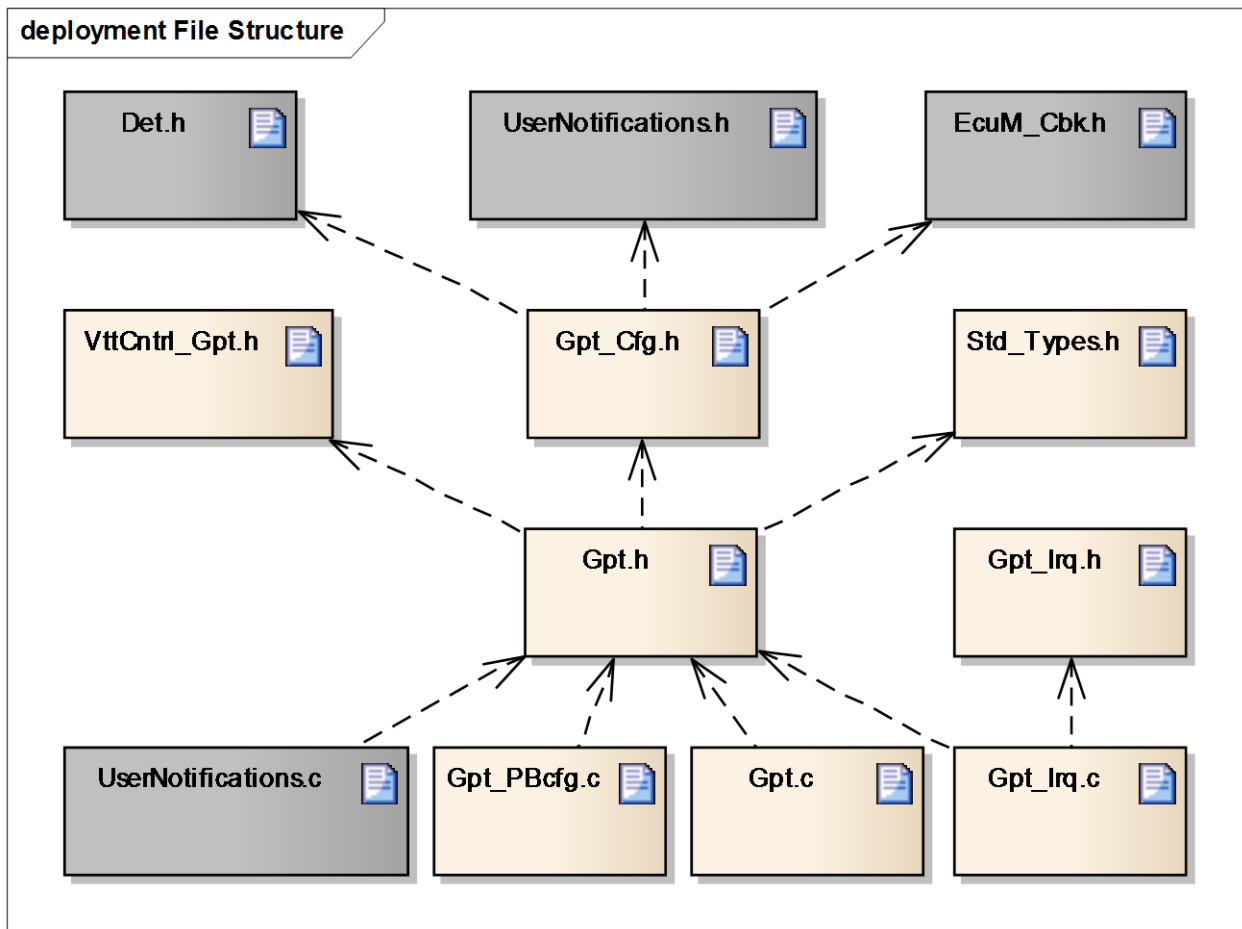 deployment File Structure
Det.h
UserNotifications.h
EcuM_Cbk.h
VttCntrl_Gpt.h
Gpt_Cfg.h
Std_Types.h
Gpt.h
Gpt_Irq.h
UserNotifications.c
Gpt_PBcfg.c
Gpt.c
Gpt_Irq.c